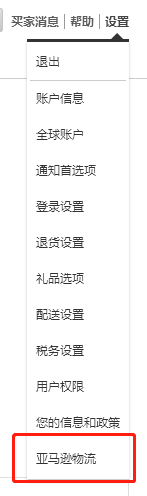 买家消息 | 帮助 | 设置
退出
账户信息
全球账户
通知首选项
登录设置
退货设置
礼品选项
配送设置
税务设置
用户权限
您的信息和政策
亚马逊物流